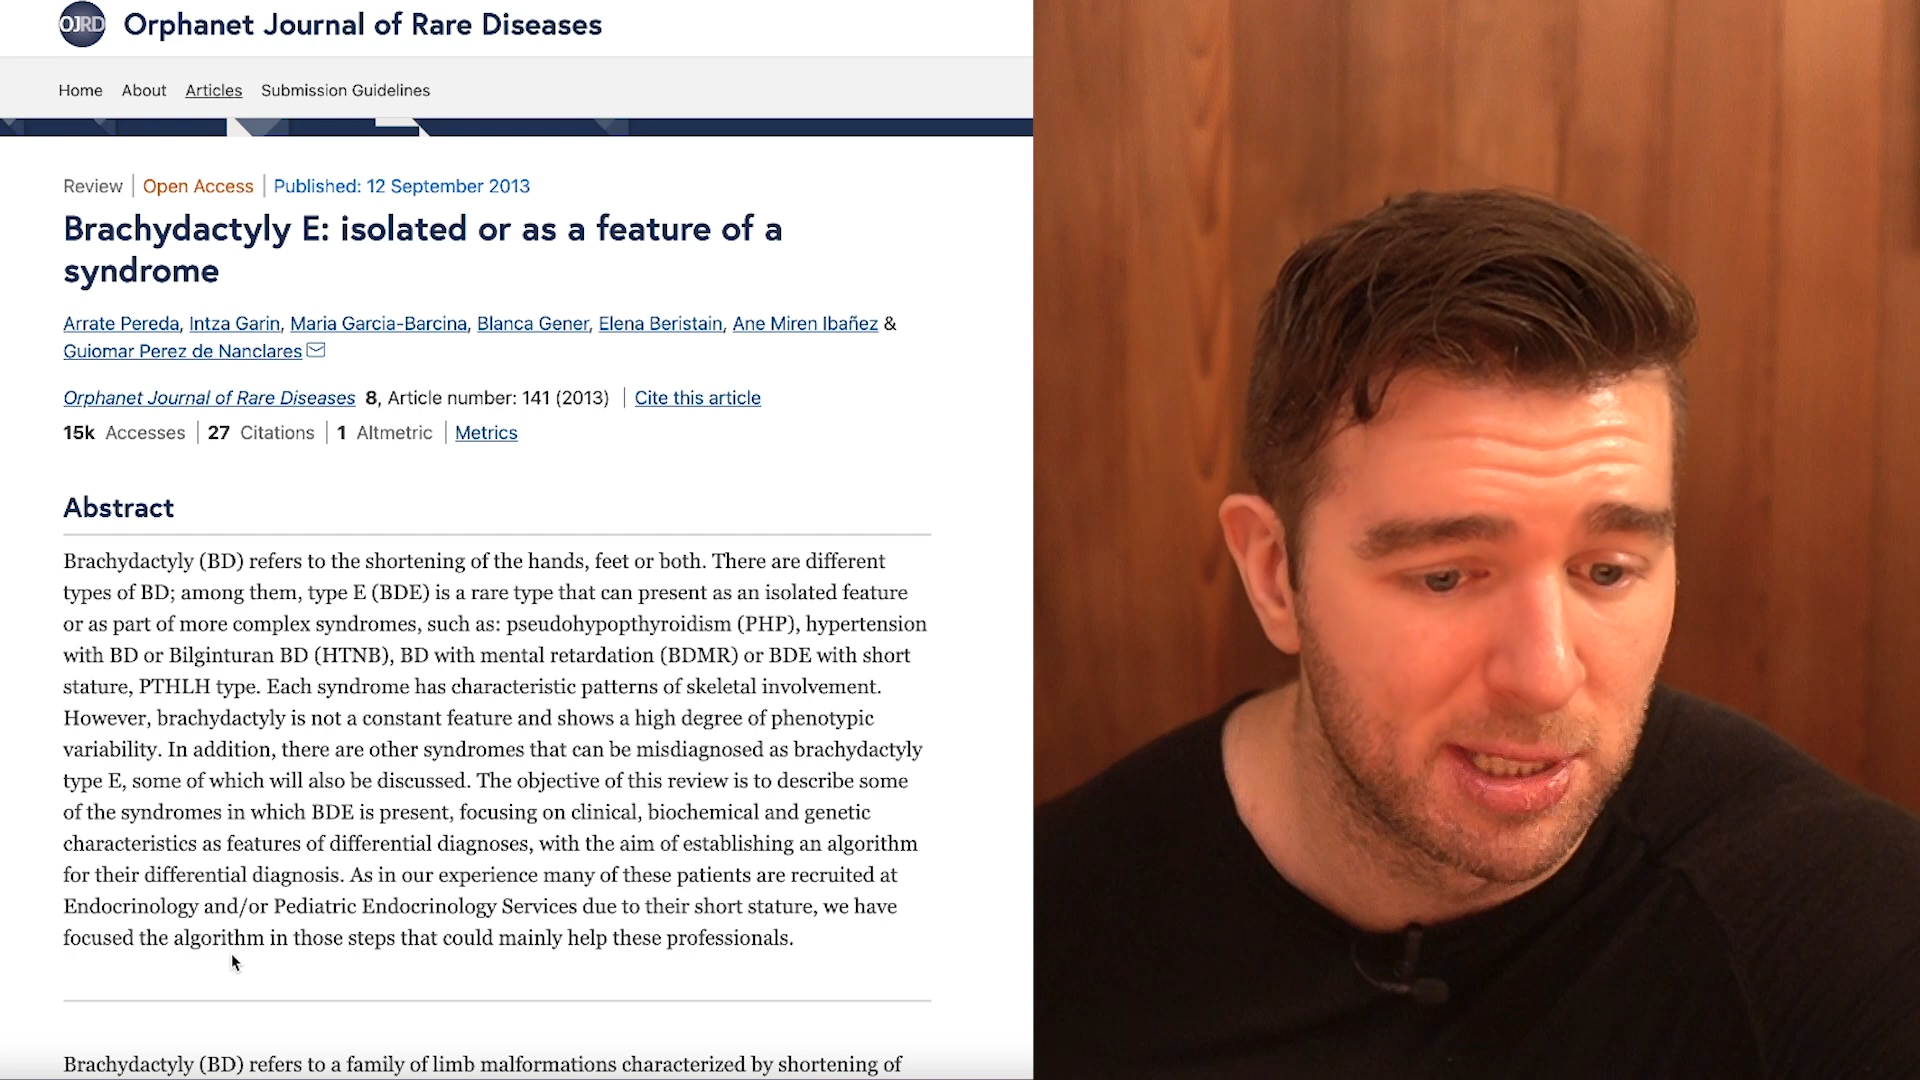 OJRD Orphanet Journal of Rare Diseases
Home About Articles Submission Guidelines
Review | Open Access | Published: 12 September 2013
Brachydactyly E: isolated or as a feature of a
syndrome
Arrate Pereda, Intza Garin, Maria Garcia-Barcina, Blanca Gener, Elena Beristain, Ane Miren Ibañez &
Guiomar Perez de Nanclares
Orphanet Journal of Rare Diseases 8, Article number: 141 (2013) | Cite this article
15k Accesses | 27 Citations | 1 Altmetric | Metrics
Abstract
Brachydactyly (BD) refers to the shortening of the hands, feet or both. There are different
types of BD; among them, type E (BDE) is a rare type that can present as an isolated feature
or as part of more complex syndromes, such as: pseudohypopthyroidism (PHP), hypertension
with BD or Bilginturan BD (HTNB), BD with mental retardation (BDMR) or BDE with short
stature, PTHLH type. Each syndrome has characteristic patterns of skeletal involvement.
However, brachydactyly is not a constant feature and shows a high degree of phenotypic
variability. In addition, there are other syndromes that can be misdiagnosed as brachydactyly
type E, some of which will also be discussed. The objective of this review is to describe some
of the syndromes in which BDE is present, focusing on clinical, biochemical and genetic
characteristics as features of differential diagnoses, with the aim of establishing an algorithm
for their differential diagnosis. As in our experience many of these patients are recruited at
Endocrinology and/or Pediatric Endocrinology Services due to their short stature, we have
focused the algorithm in those steps that could mainly help these professionals.
Brachydactyly (BD) refers to a family of limb malformations characterized by shortening of